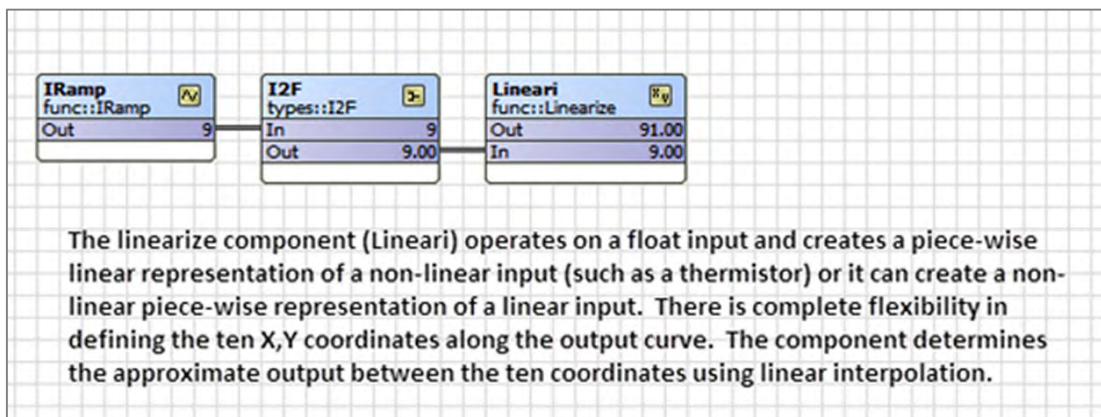 IRamp
func::IRamp
Out 9
I2F
types::I2F
In 9
Out 9.00
Lineari
func::Linearize
Out 91.00
In 9.00
The linearize component (Lineari) operates on a float input and creates a piece-wise
linear representation of a non-linear input (such as a thermistor) or it can create a non-
linear piece-wise representation of a linear input.  There is complete flexibility in
defining the ten X,Y coordinates along the output curve.  The component determines
the approximate output between the ten coordinates using linear interpolation.